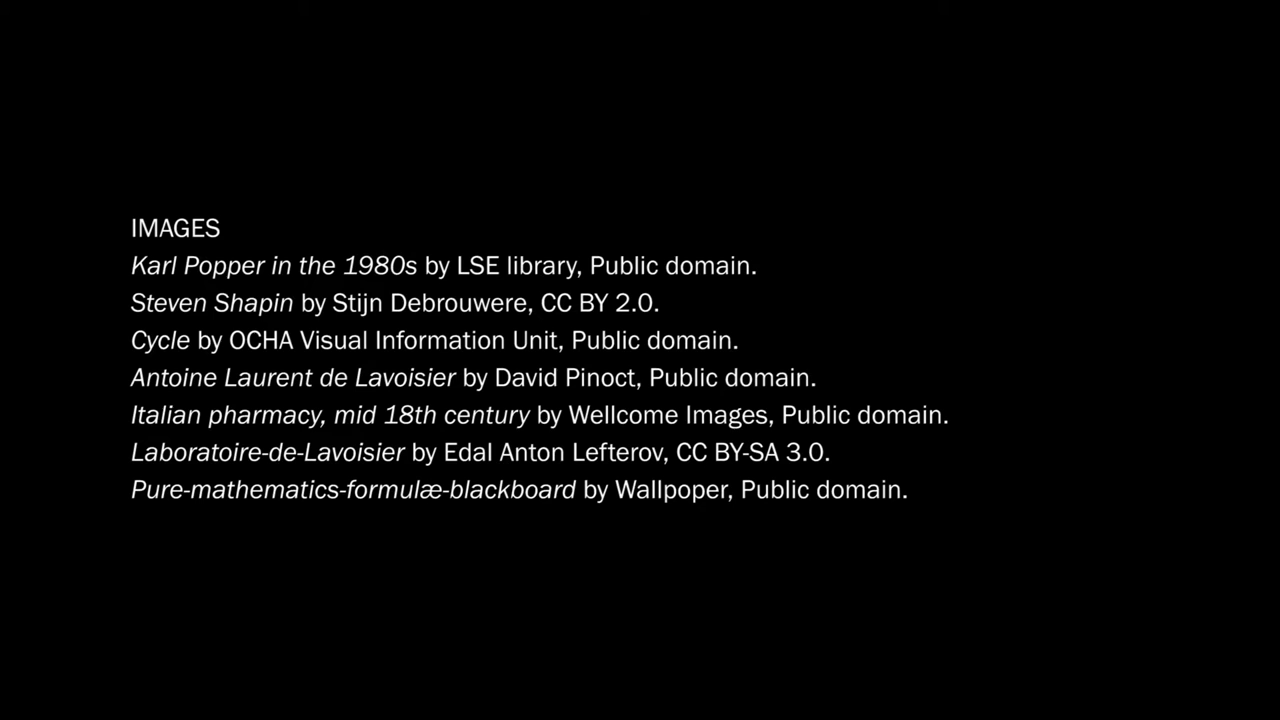 IMAGES
Karl Popper in the 1980s by LSE library, Public domain.
Steven Shapin by Stijn Debrouwere, CC BY 2.0.
Cycle by OCHA Visual Information Unit, Public domain.
Antoine Laurent de Lavoisier by David Pinoct, Public domain.
Italian pharmacy, mid 18th century by Wellcome Images, Public domain.
Laboratoire-de-Lavoisier by Edal Anton Lefterov, CC BY-SA 3.0.
Pure-mathematics-formulæ-blackboard by Wallpoper, Public domain.